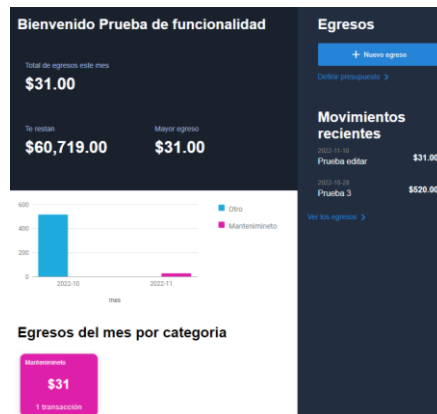 Bienvenido Prueba de funcionalidad
Total de egresos este mes
$31.00
Te restan
$60,719.00
Mayor egreso
$31.00
600
400
200
0
2022-10
2022-11
mes
Otro
Mantenimineto
Egresos del mes por categoria
Mantenimineto
$31
1 transacción
Egresos
+ Nuevo egreso
Definir presupuesto >
Movimientos
recientes
2022-11-10
Prueba editar
$31.00
2022-10-26
Prueba 3
$520.00
Ver los egresos >